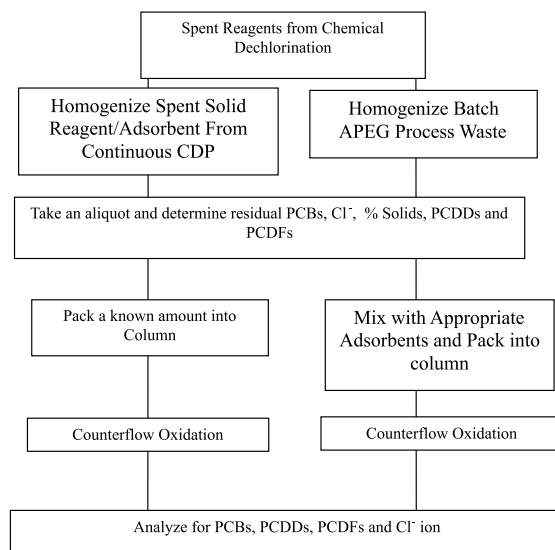 Spent Reagents from Chemical
Dechlorination
Homogenize Spent Solid
Reagent/Adsorbent From
Continuous CDP
Homogenize Batch
APEG Process Waste
Take an aliquot and determine residual PCBs, Cl⁻, % Solids, PCDDs and
PCDFs
Pack a known amount into
Column
Mix with Appropriate
Adsorbents and Pack into
column
Counterflow Oxidation
Counterflow Oxidation
Analyze for PCBs, PCDDs, PCDFs and Cl⁻ ion